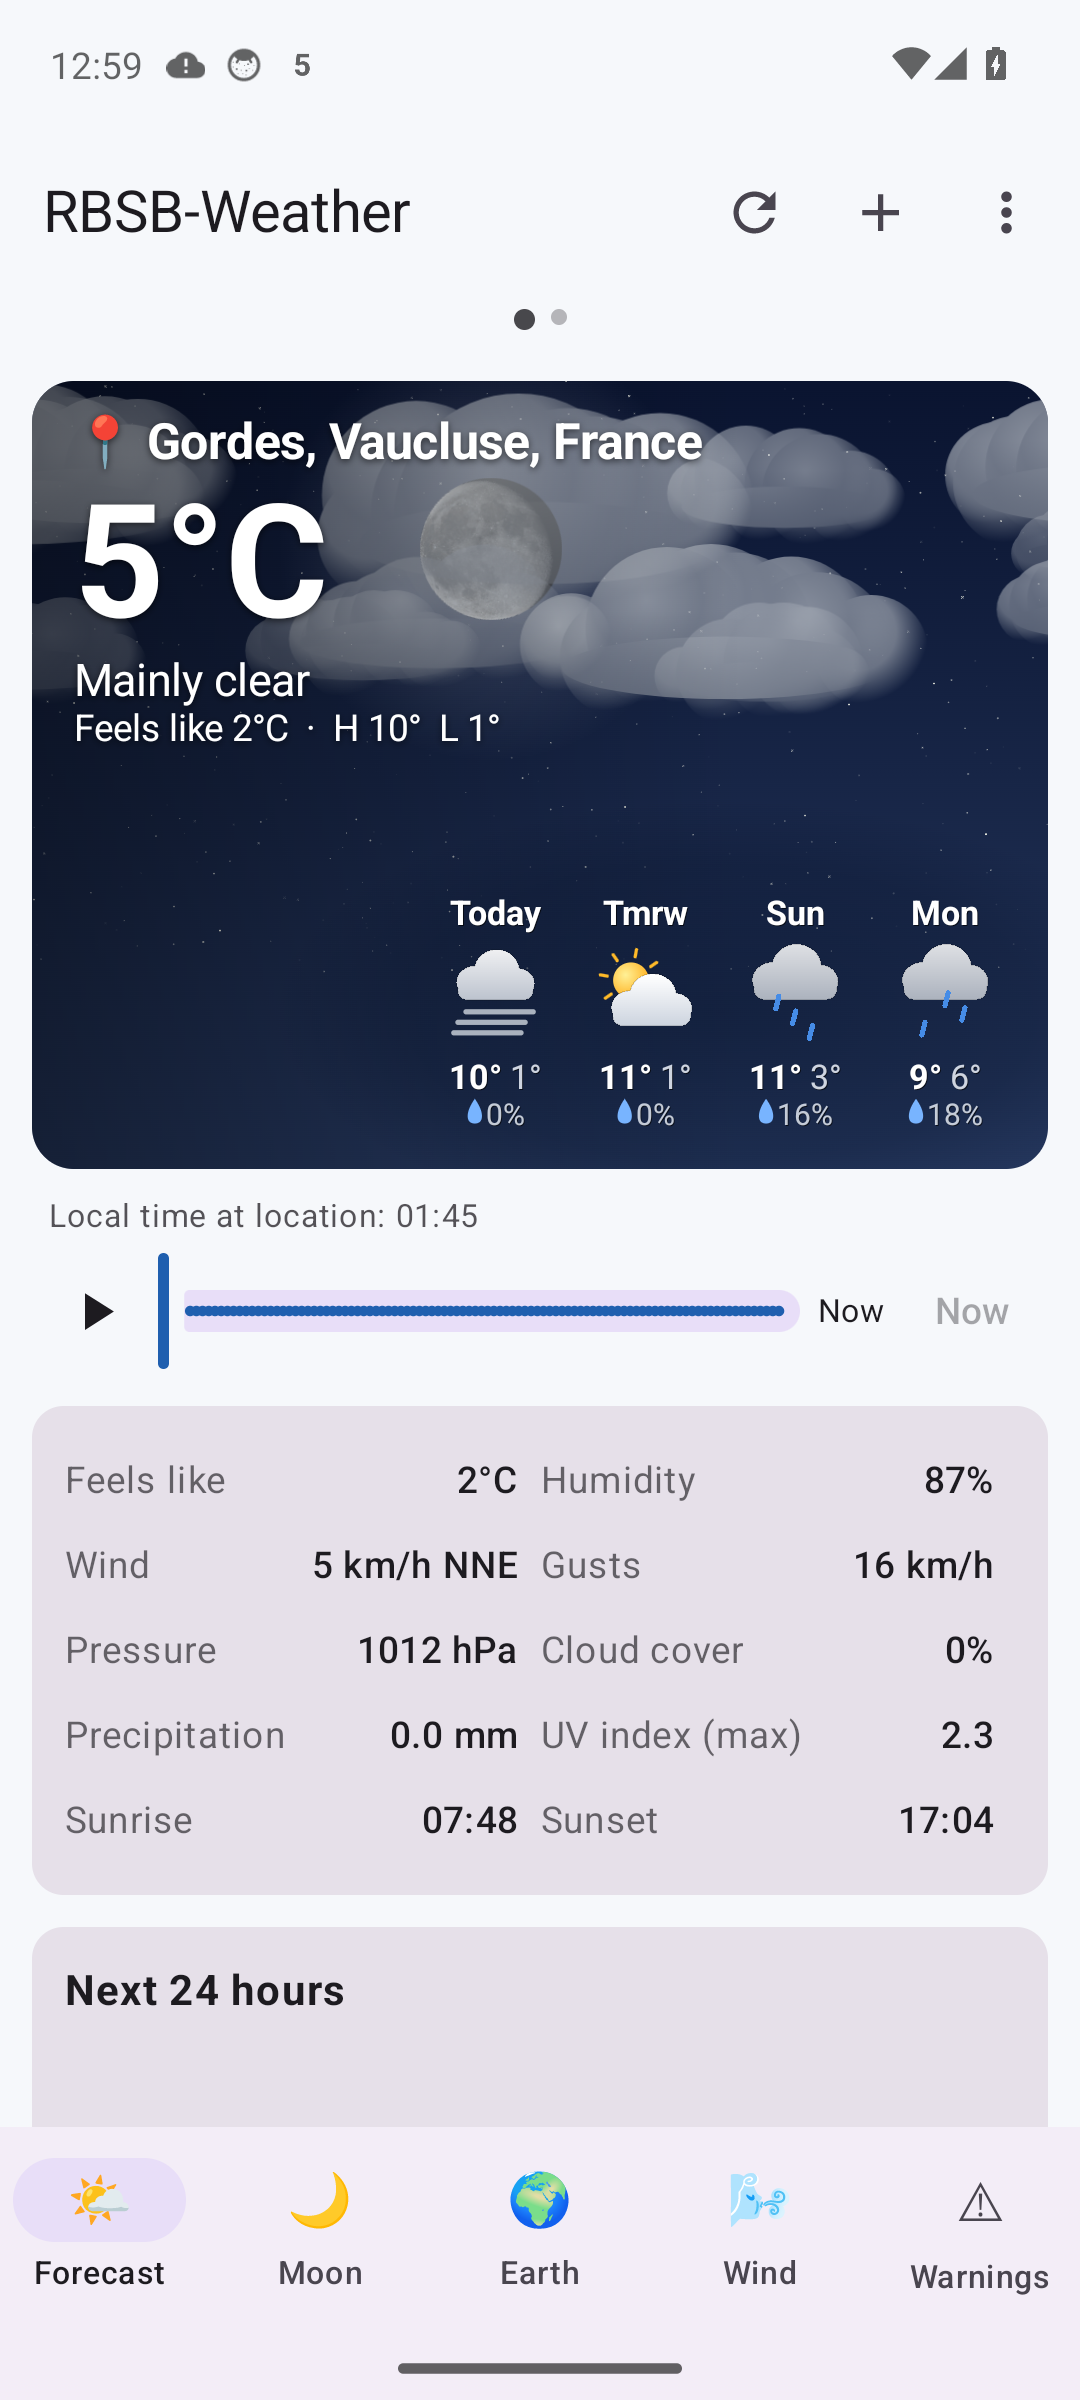 12:59 5
RBSB-Weather
📍 Gordes, Vaucluse, France
5°C
Mainly clear
Feels like 2°C · H 10° L 1°
Today Tmrw Sun Mon
10° 1° 11° 1° 11° 3° 9° 6°
💧0% 💧0% 💧16% 💧18%
Local time at location: 01:45
Now Now
Feels like 2°C Humidity 87%
Wind 5 km/h NNE Gusts 16 km/h
Pressure 1012 hPa Cloud cover 0%
Precipitation 0.0 mm UV index (max) 2.3
Sunrise 07:48 Sunset 17:04
Next 24 hours
Forecast Moon Earth Wind Warnings